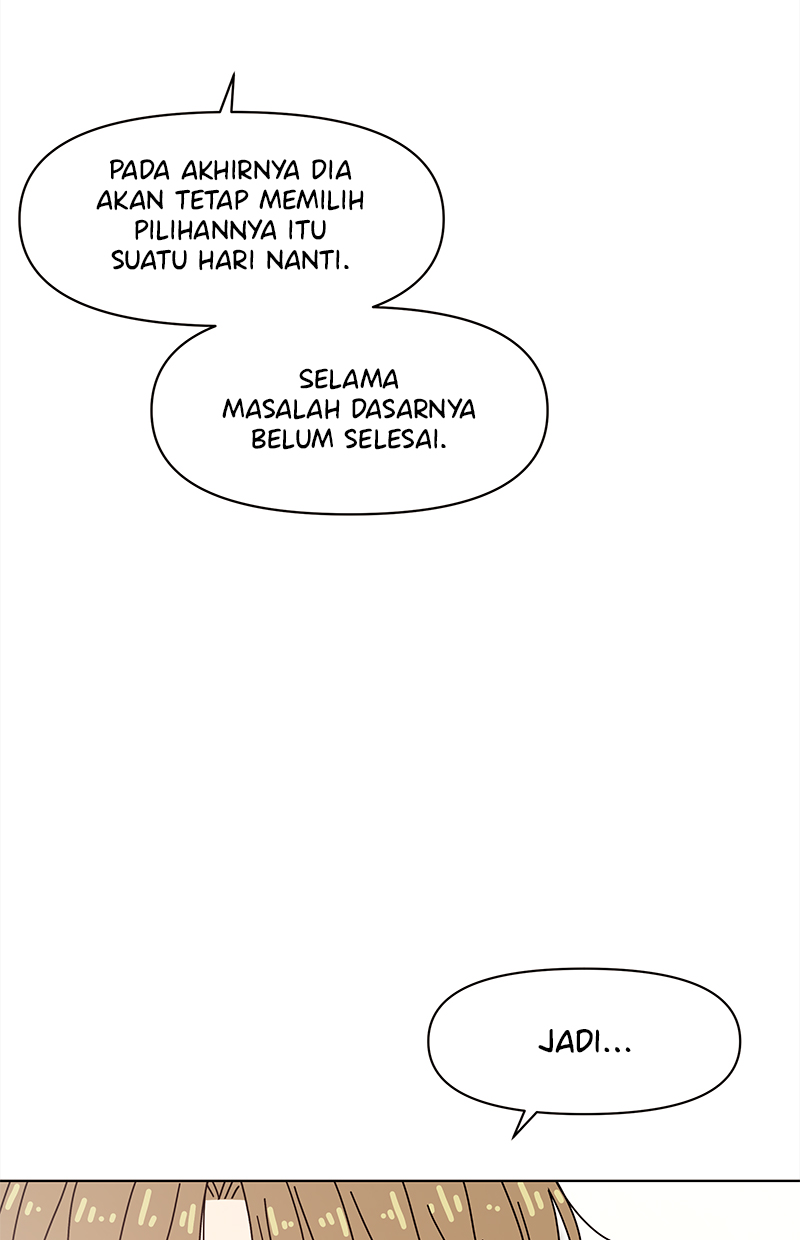 PADA AKHIRNYA DIA
AKAN TETAP MEMILIH
PILIHANNYA ITU
SUATU HARI NANTI.
SELAMA
MASALAH DASARNYA
BELUM SELESAI.
JADI...